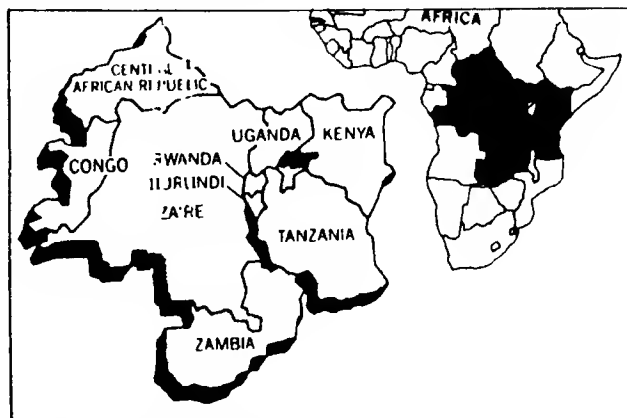 AFRICA
CENTRAL
AFRICAN REPUBLIC
UGANDA
KENYA
CONGO
RWANDA
BURUNDI
ZAIRE
TANZANIA
ZAMBIA